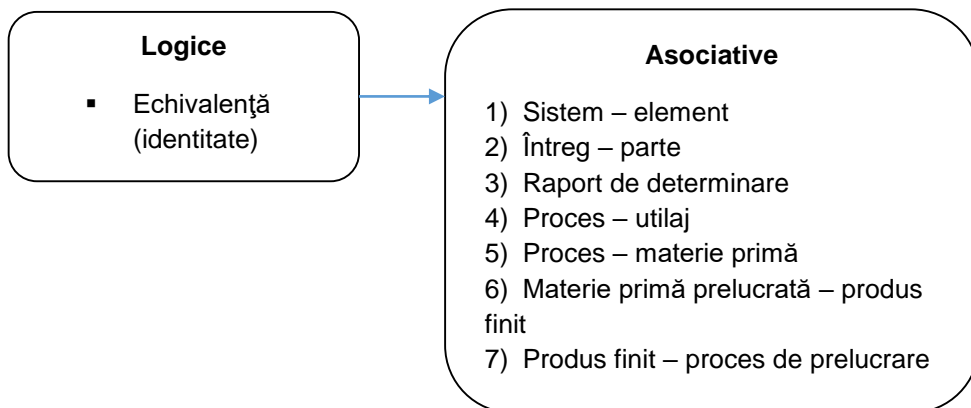 Logice
▪ Echivalenţă
(identitate)
Asociative
1) Sistem – element
2) Întreg – parte
3) Raport de determinare
4) Proces – utilaj
5) Proces – materie primă
6) Materie primă prelucrată – produs
finit
7) Produs finit – proces de prelucrare